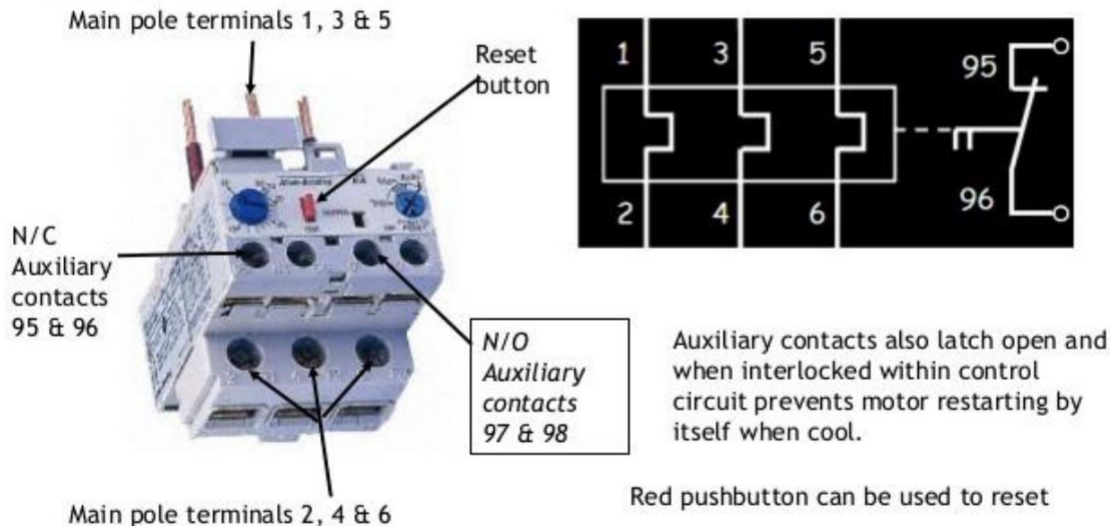 Main pole terminals 1, 3 & 5
Reset
button
N/C
Auxiliary
contacts
95 & 96
N/O
Auxiliary
contacts
97 & 98
Main pole terminals 2, 4 & 6
1 3 5
95
2 4 6
96
Auxiliary contacts also latch open and
when interlocked within control
circuit prevents motor restarting by
itself when cool.
Red pushbutton can be used to reset